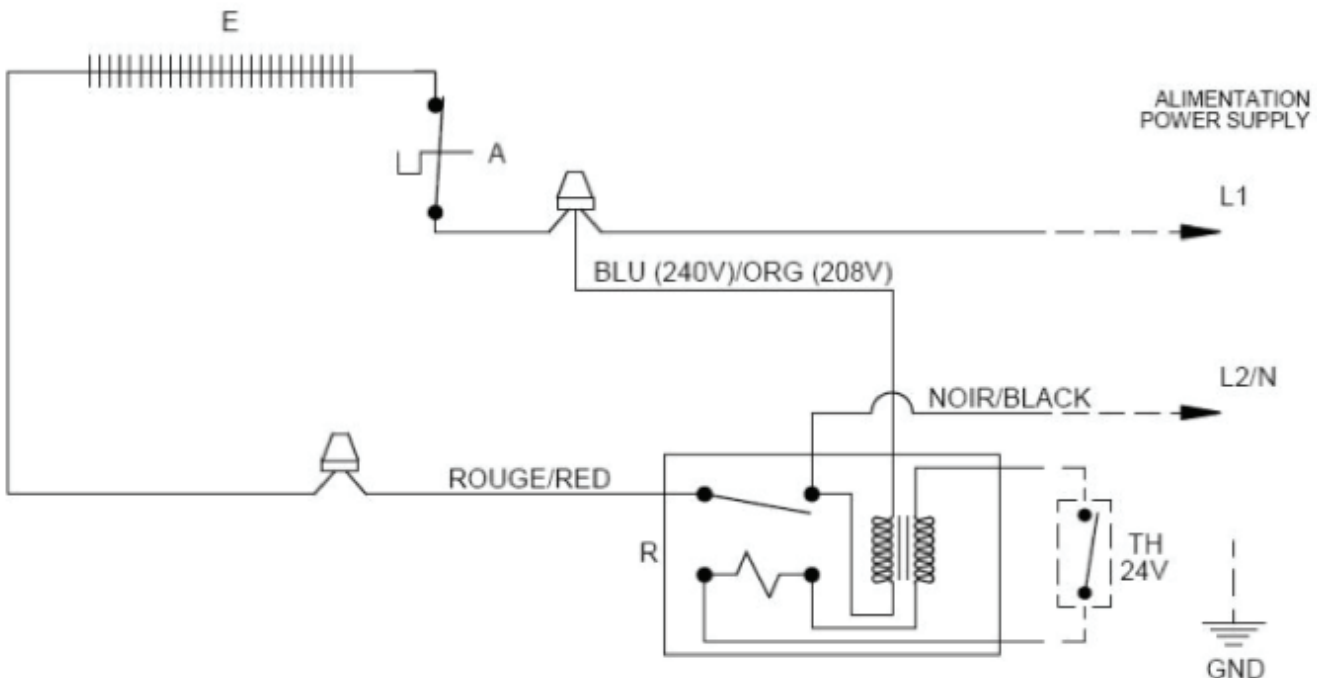 E
ALIMENTATION
POWER SUPPLY
A
L1
BLU (240V)/ORG (208V)
L2/N
NOIR/BLACK
ROUGE/RED
R
TH
24V
GND